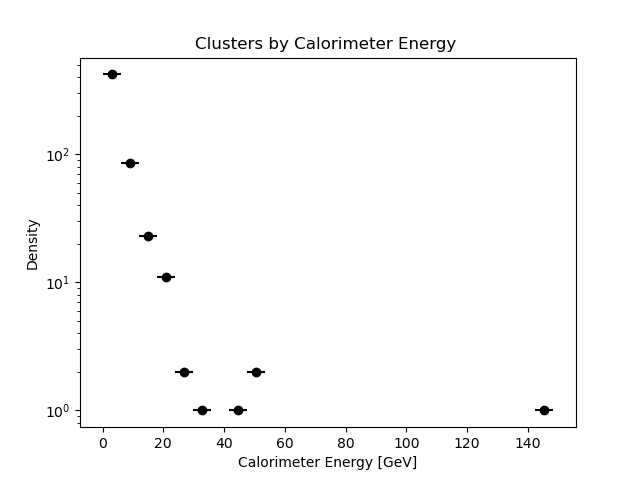 Clusters by Calorimeter Energy
Density
10²
10¹
10⁰
0 20 40 60 80 100 120 140
Calorimeter Energy [GeV]